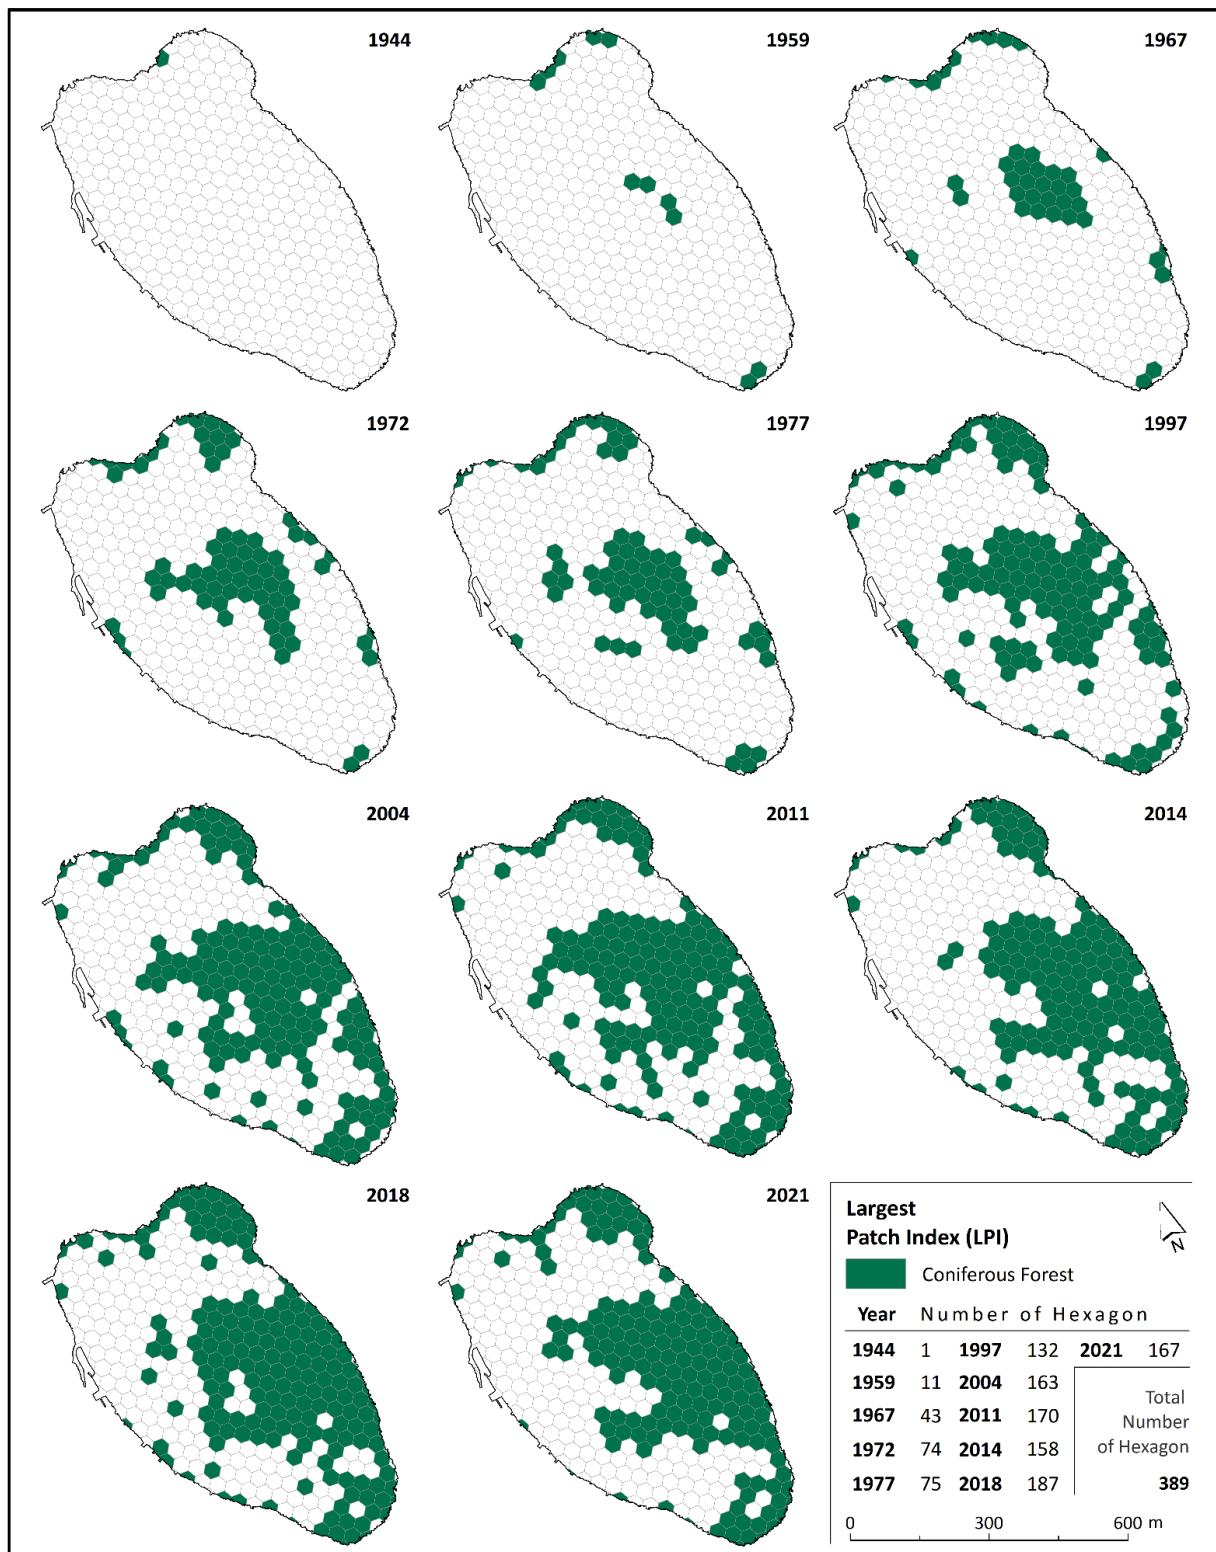 1944
1959
1967
1972
1977
1997
2004
2011
2014
2018
2021
Largest
Patch Index (LPI)
N
Coniferous Forest
Year Number of Hexagon
1944 1 1997 132 2021 167
1959 11 2004 163
1967 43 2011 170
1972 74 2014 158
1977 75 2018 187
Total
Number
of Hexagon
389
0 300 600 m